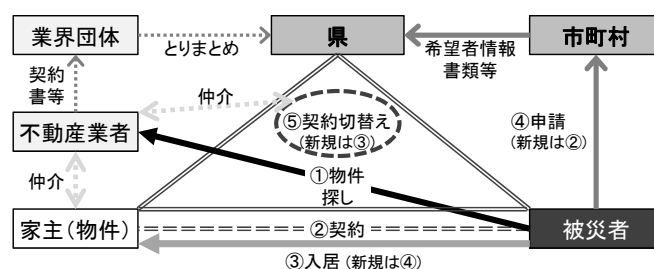 業界団体
とりまとめ
県
希望者情報
書類等
市町村
契約
書等
仲介
不動産業者
⑤契約切替え
(新規は③)
④申請
(新規は②)
仲介
①物件
探し
家主(物件)
②契約
被災者
③入居 (新規は④)